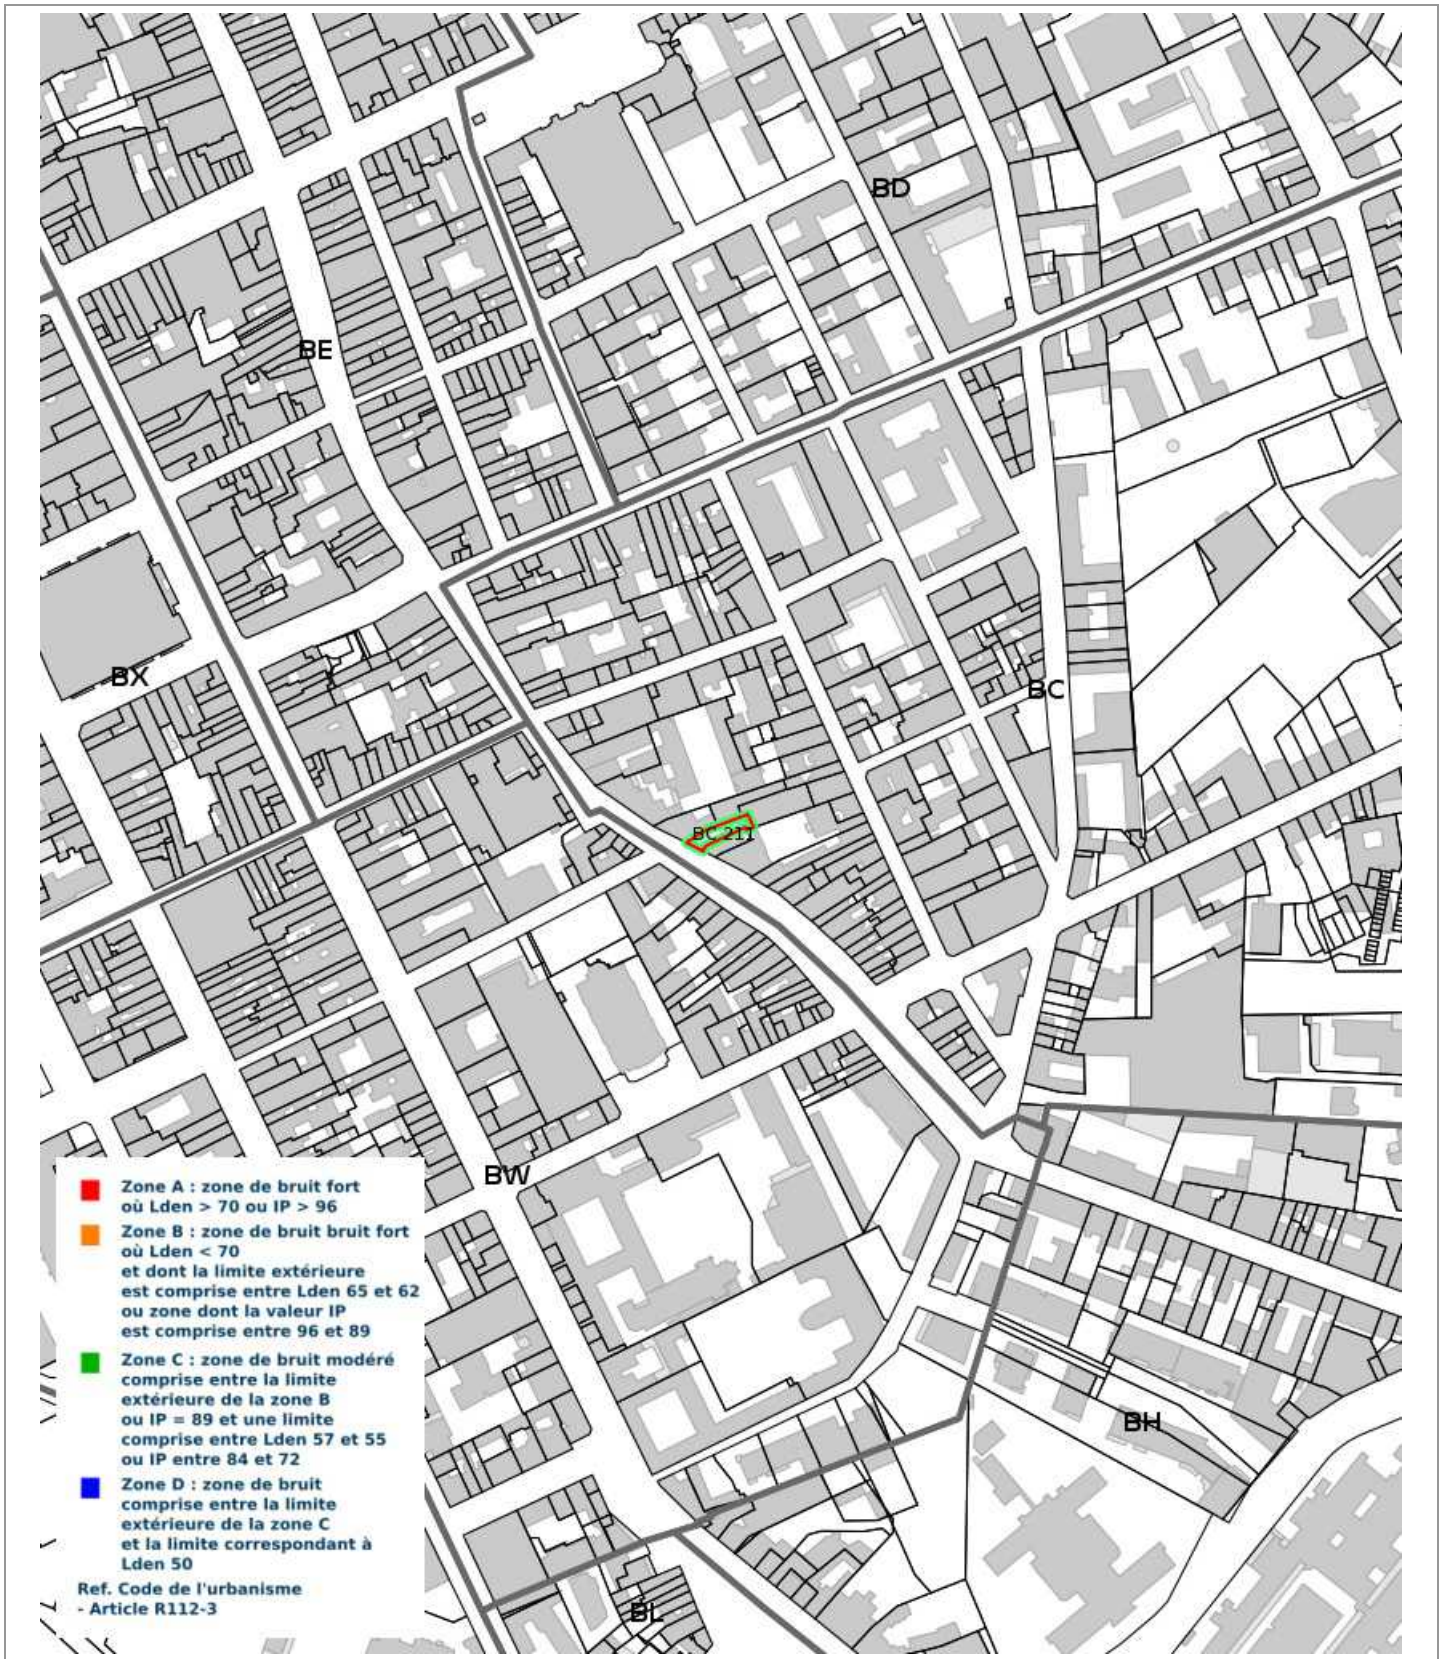 BD
BE
BX
BC
BC 211
BW
Zone A : zone de bruit fort
où Lden > 70 ou IP > 96
Zone B : zone de bruit bruit fort
où Lden < 70
et dont la limite extérieure
est comprise entre Lden 65 et 62
ou zone dont la valeur IP
est comprise entre 96 et 89
Zone C : zone de bruit modéré
comprise entre la limite
extérieure de la zone B
ou IP = 89 et une limite
comprise entre Lden 57 et 55
ou IP entre 84 et 72
Zone D : zone de bruit
comprise entre la limite
extérieure de la zone C
et la limite correspondant à
Lden 50
Ref. Code de l'urbanisme
- Article R112-3
BH
BL